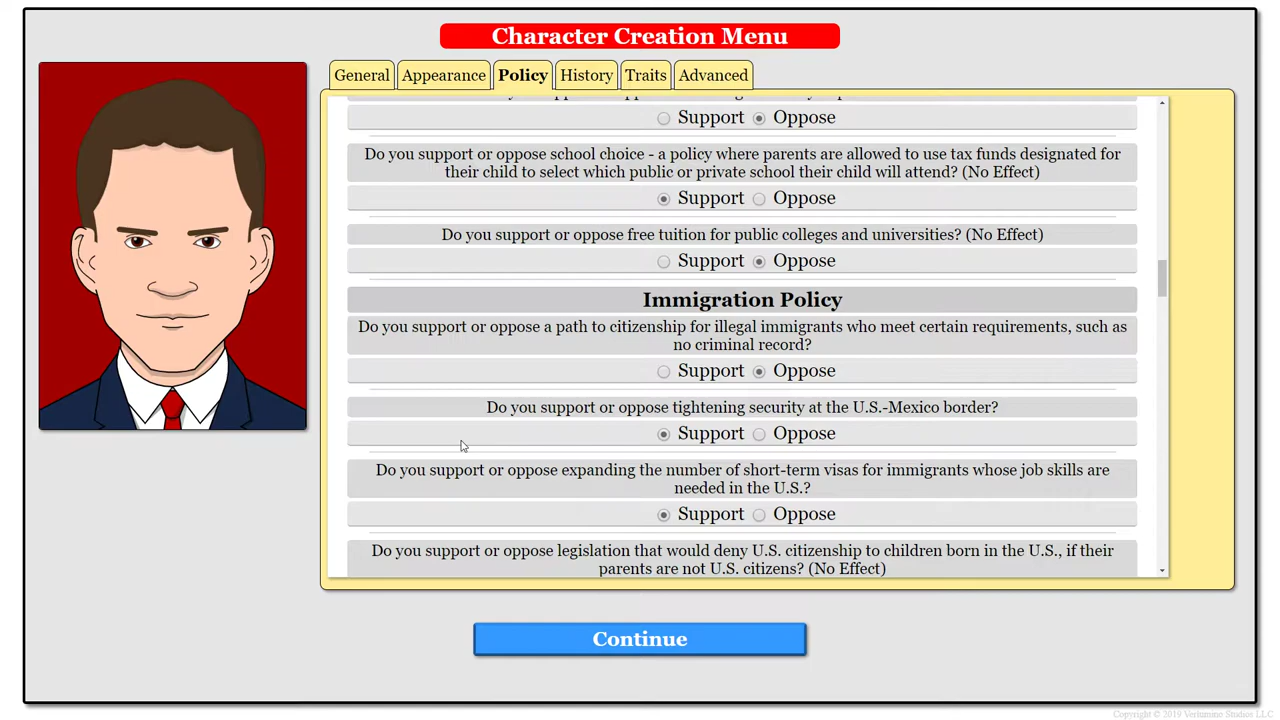 Character Creation Menu
General Appearance Policy History Traits Advanced
Support Oppose
Do you support or oppose school choice - a policy where parents are allowed to use tax funds designated for
their child to select which public or private school their child will attend? (No Effect)
Support Oppose
Do you support or oppose free tuition for public colleges and universities? (No Effect)
Support Oppose
Immigration Policy
Do you support or oppose a path to citizenship for illegal immigrants who meet certain requirements, such as
no criminal record?
Support Oppose
Do you support or oppose tightening security at the U.S.-Mexico border?
Support Oppose
Do you support or oppose expanding the number of short-term visas for immigrants whose job skills are
needed in the U.S.?
Support Oppose
Do you support or oppose legislation that would deny U.S. citizenship to children born in the U.S., if their
parents are not U.S. citizens? (No Effect)
Continue
Copyright © 2019 Verlumino Studios LLC